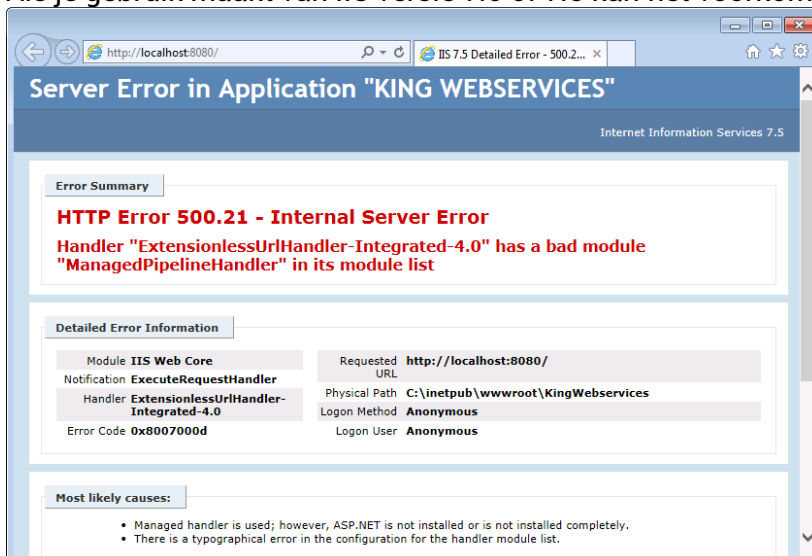 http://localhost:8080/
IIS 7.5 Detailed Error - 500.2...
Server Error in Application "KING WEBSERVICES"
Internet Information Services 7.5
Error Summary
HTTP Error 500.21 - Internal Server Error
Handler "ExtensionlessUrlHandler-Integrated-4.0" has a bad module
"ManagedPipelineHandler" in its module list
Detailed Error Information
Module IIS Web Core
Notification ExecuteRequestHandler
Handler ExtensionlessUrlHandler-
Integrated-4.0
Error Code 0x8007000d
Requested http://localhost:8080/
URL
Physical Path C:\inetpub\wwwroot\KingWebservices
Logon Method Anonymous
Logon User Anonymous
Most likely causes:
• Managed handler is used; however, ASP.NET is not installed or is not installed completely.
• There is a typographical error in the configuration for the handler module list.